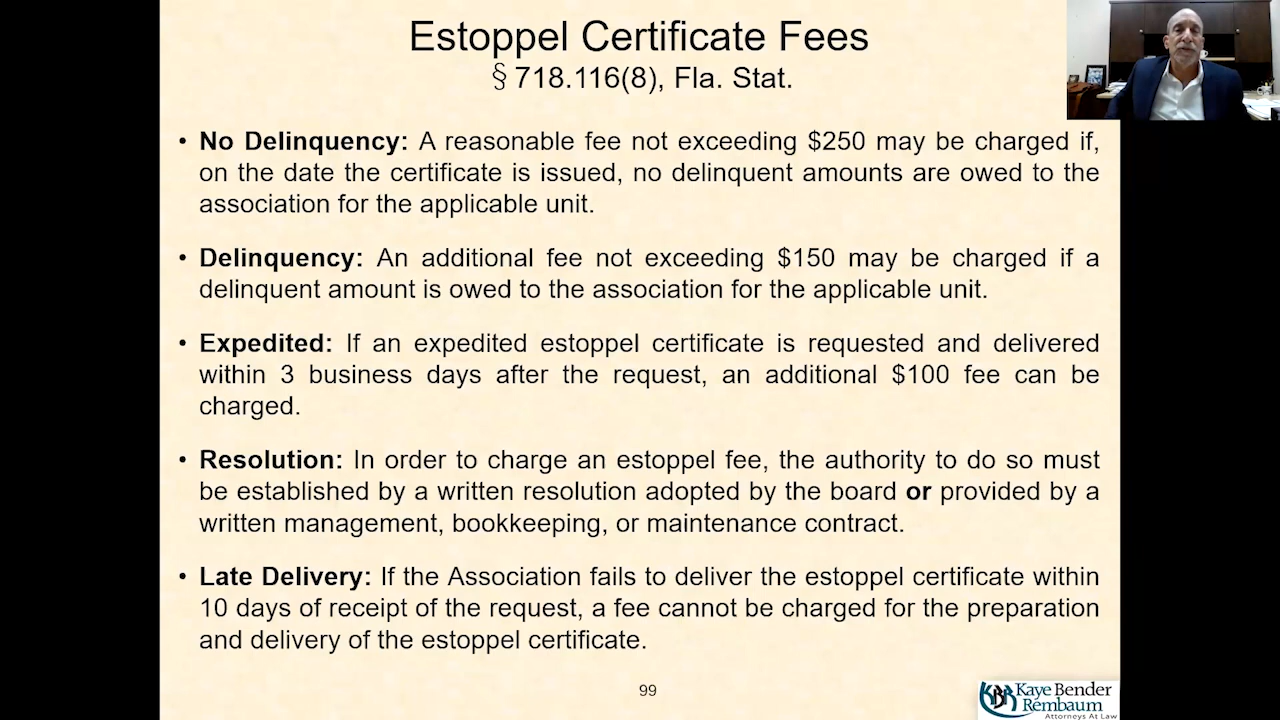 Estoppel Certificate Fees
§ 718.116(8), Fla. Stat.
• No Delinquency: A reasonable fee not exceeding $250 may be charged if,
on the date the certificate is issued, no delinquent amounts are owed to the
association for the applicable unit.
• Delinquency: An additional fee not exceeding $150 may be charged if a
delinquent amount is owed to the association for the applicable unit.
• Expedited: If an expedited estoppel certificate is requested and delivered
within 3 business days after the request, an additional $100 fee can be
charged.
• Resolution: In order to charge an estoppel fee, the authority to do so must
be established by a written resolution adopted by the board or provided by a
written management, bookkeeping, or maintenance contract.
• Late Delivery: If the Association fails to deliver the estoppel certificate within
10 days of receipt of the request, a fee cannot be charged for the preparation
and delivery of the estoppel certificate.
99
KBR Kaye Bender
Rembaum
Attorneys At Law